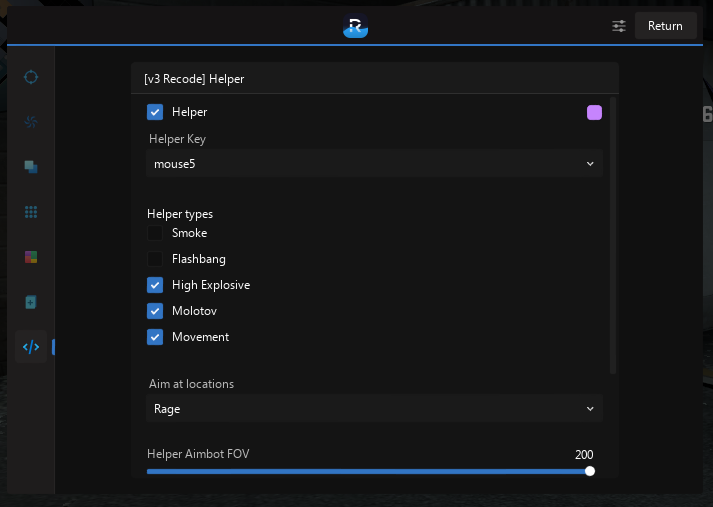 R
Return
[v3 Recode] Helper
Helper
Helper Key
mouse5
Helper types
Smoke
Flashbang
High Explosive
Molotov
Movement
Aim at locations
Rage
Helper Aimbot FOV 200